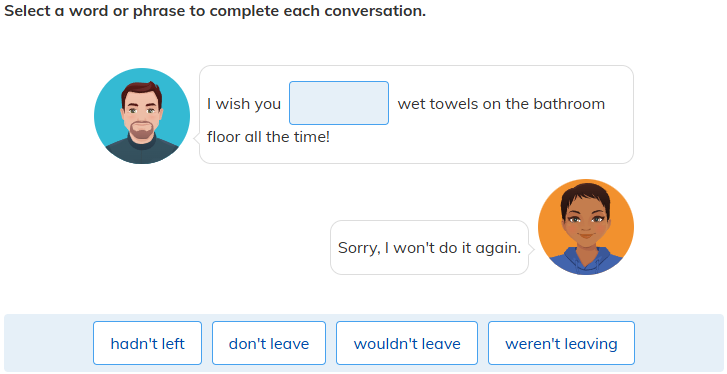 Select a word or phrase to complete each conversation.
I wish you wet towels on the bathroom
floor all the time!
Sorry, I won't do it again.
hadn't left don't leave wouldn't leave weren't leaving